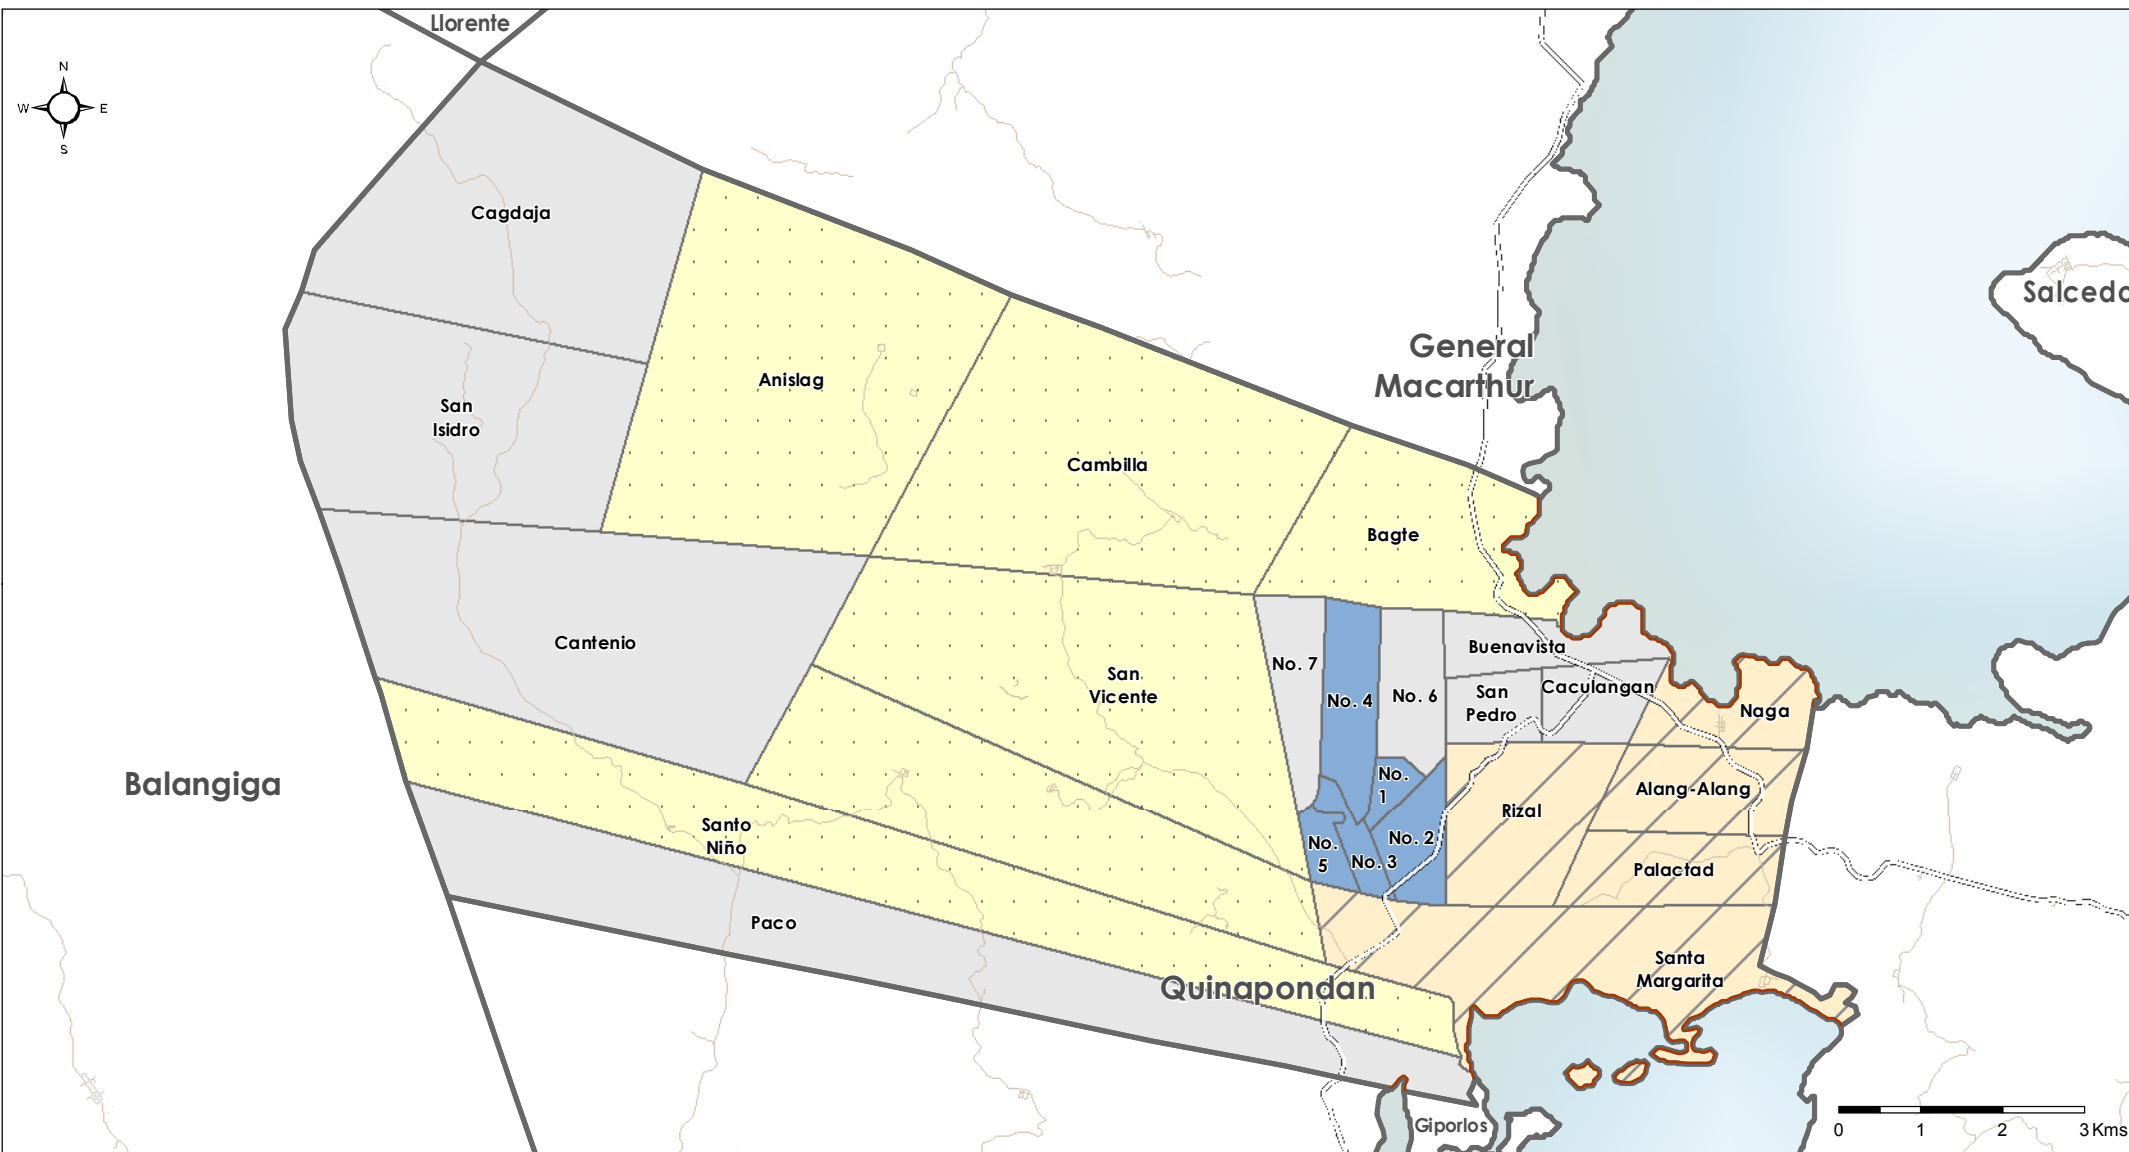 Llorente
N
W
E
S
Cagdaja
Salcedo
General
Macarthur
Anislag
San
Isidro
Cambilla
Bagte
Cantenio
Buenavista
No. 7
San
Vicente
No. 4
No. 6
San
Pedro
Caculangan
Naga
Balangiga
No.
1
Alang-Alang
Rizal
Santo
Niño
No. 2
No.
5
No. 3
Palactad
Paco
Santa
Margarita
Quinapondan
Giporlos
0
1
2
3 Kms